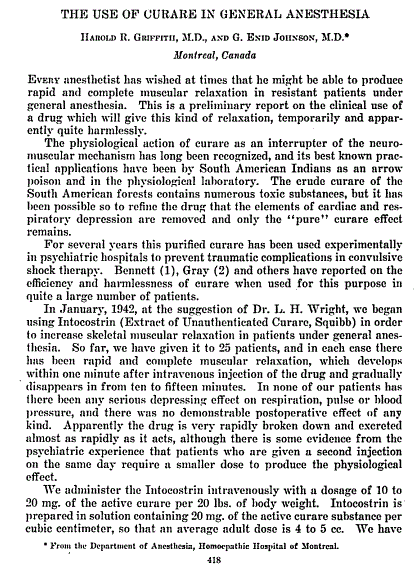 THE USE OF CURARE IN GENERAL ANESTHESIA
HAROLD R. GRIFFITH, M.D., AND G. ENID JOHNSON, M.D.*
Montreal, Canada
EVERY anesthetist has wished at times that he might be able to produce
rapid and complete muscular relaxation in resistant patients under
general anesthesia. This is a preliminary report on the clinical use of
a drug which will give this kind of relaxation, temporarily and appar-
ently quite harmlessly.
The physiological action of curare as an interrupter of the neuro-
muscular mechanism has long been recognized, and its best known prac-
tical applications have been by South American Indians as an arrow
poison and in the physiological laboratory. The crude curare of the
South American forests contains numerous toxic substances, but it has
been possible so to refine the drug that the elements of cardiac and res-
piratory depression are removed and only the "pure" curare effect
remains.
For several years this purified curare has been used experimentally
in psychiatric hospitals to prevent traumatic complications in convulsive
shock therapy. Bennett (1), Gray (2) and others have reported on the
efficiency and harmlessness of curare when used for this purpose in
quite a large number of patients.
In January, 1942, at the suggestion of Dr. L. H. Wright, we began
using Intocostrin (Extract of Unauthenticated Curare, Squibb) in order
to increase skeletal muscular relaxation in patients under general anes-
thesia. So far, we have given it to 25 patients, and in each case there
has been rapid and complete muscular relaxation, which develops
within one minute after intravenous injection of the drug and gradually
disappears in from ten to fifteen minutes. In none of our patients has
there been any serious depressing effect on respiration, pulse or blood
pressure, and there was no demonstrable postoperative effect of any
kind. Apparently the drug is very rapidly broken down and excreted
almost as rapidly as it acts, although there is some evidence from the
psychiatric experience that patients who are given a second injection
on the same day require a smaller dose to produce the physiological
effect.
We administer the Intocostrin intravenously with a dosage of 10 to
20 mg. of the active curare per 20 lbs. of body weight. Intocostrin is
prepared in solution containing 20 mg. of the active curare substance per
cubic centimeter, so that an average adult dose is 4 to 5 cc. We have
* From the Department of Anesthesia, Homoeopathic Hospital of Montreal.
418